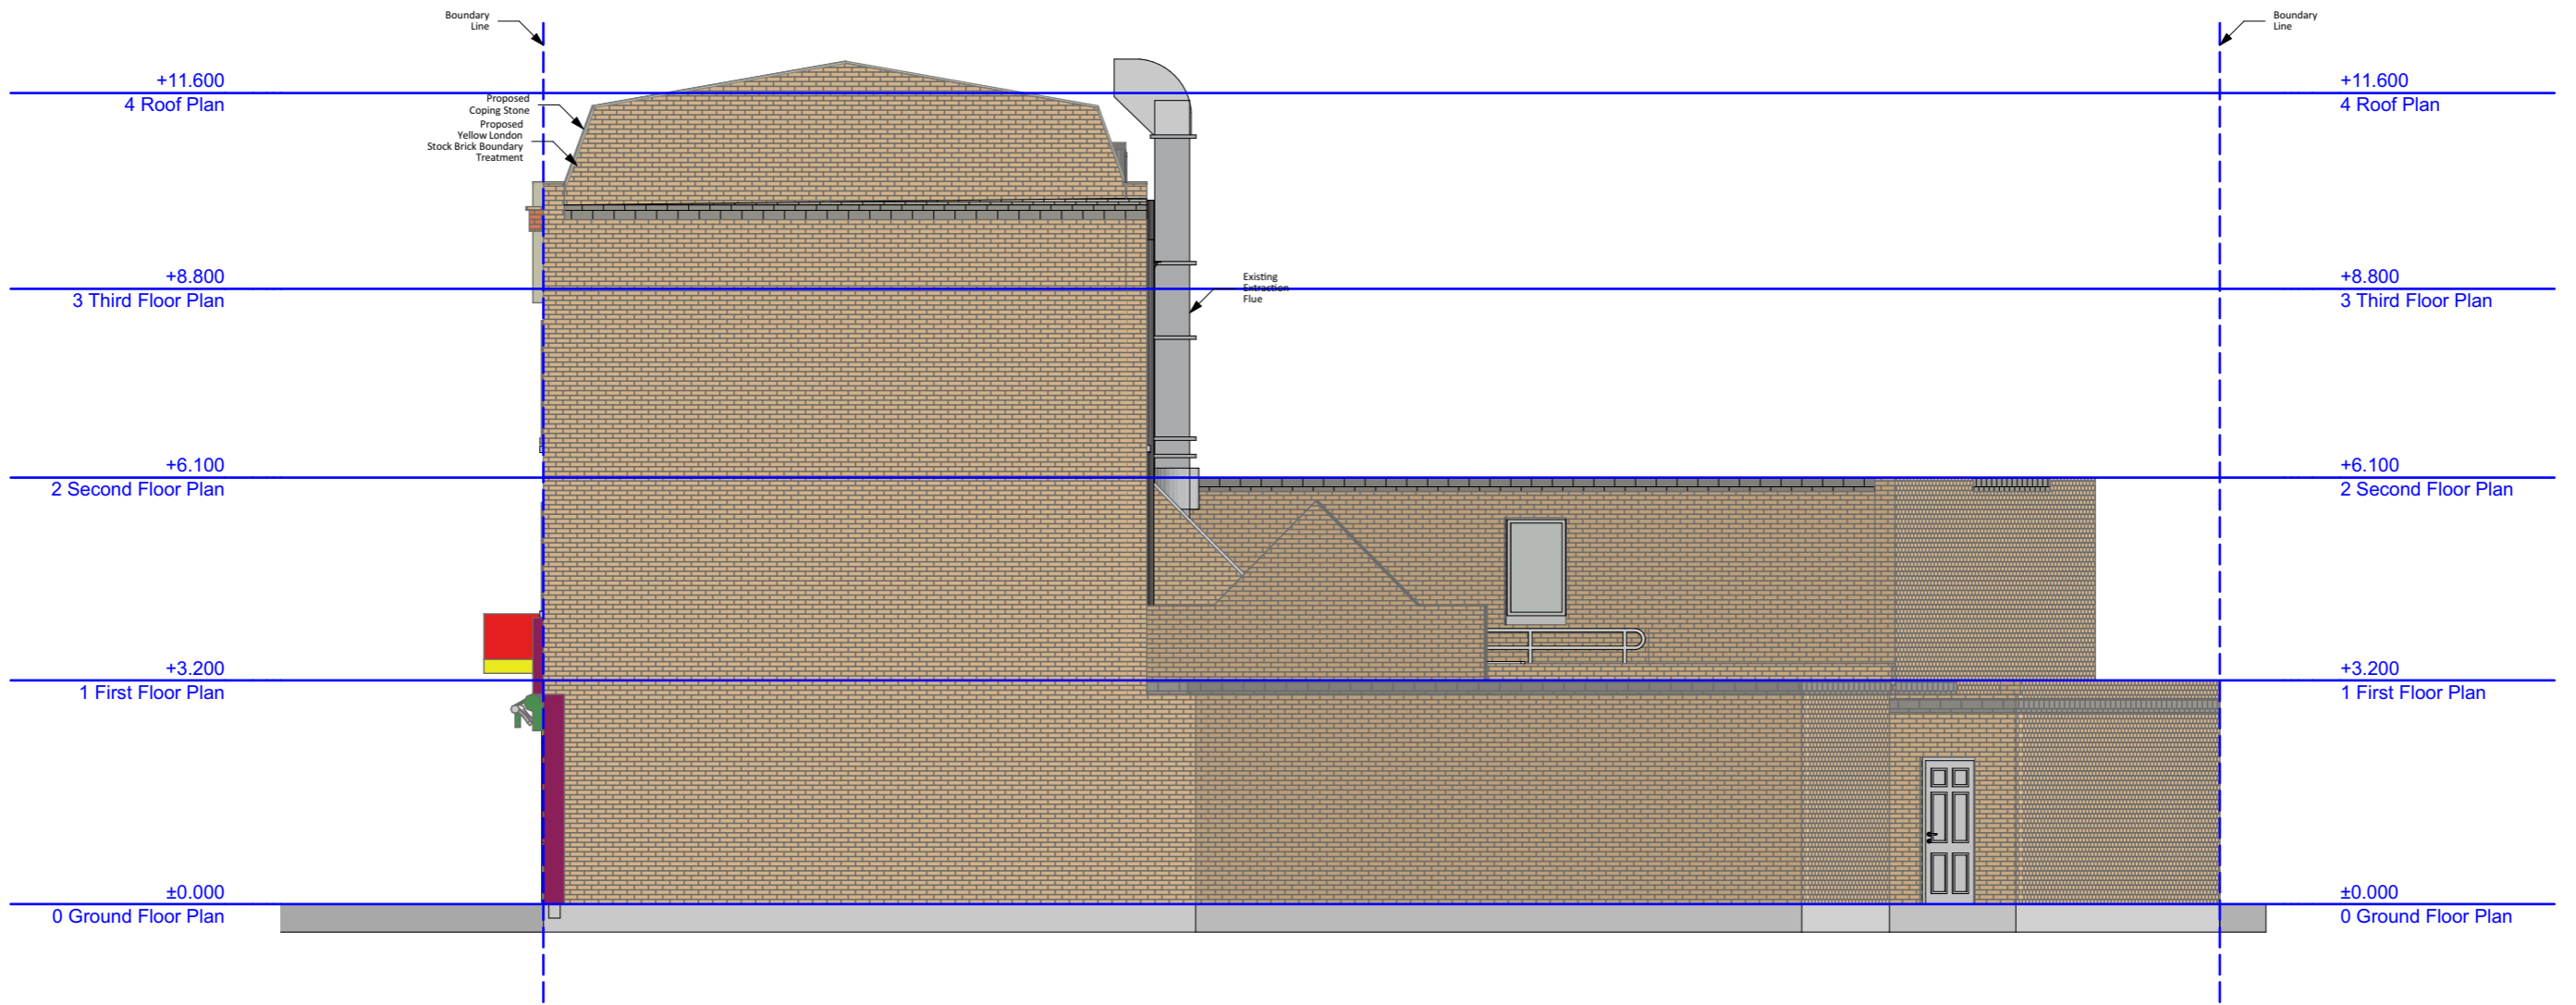 Boundary
Line
Boundary
Line
+11.600
4 Roof Plan
+11.600
4 Roof Plan
Proposed
Coping Stone
Proposed
Yellow London
Stock Brick Boundary
Treatment
+8.800
3 Third Floor Plan
Existing
Extraction
Flue
+8.800
3 Third Floor Plan
+6.100
2 Second Floor Plan
+6.100
2 Second Floor Plan
+3.200
1 First Floor Plan
+3.200
1 First Floor Plan
±0.000
0 Ground Floor Plan
±0.000
0 Ground Floor Plan